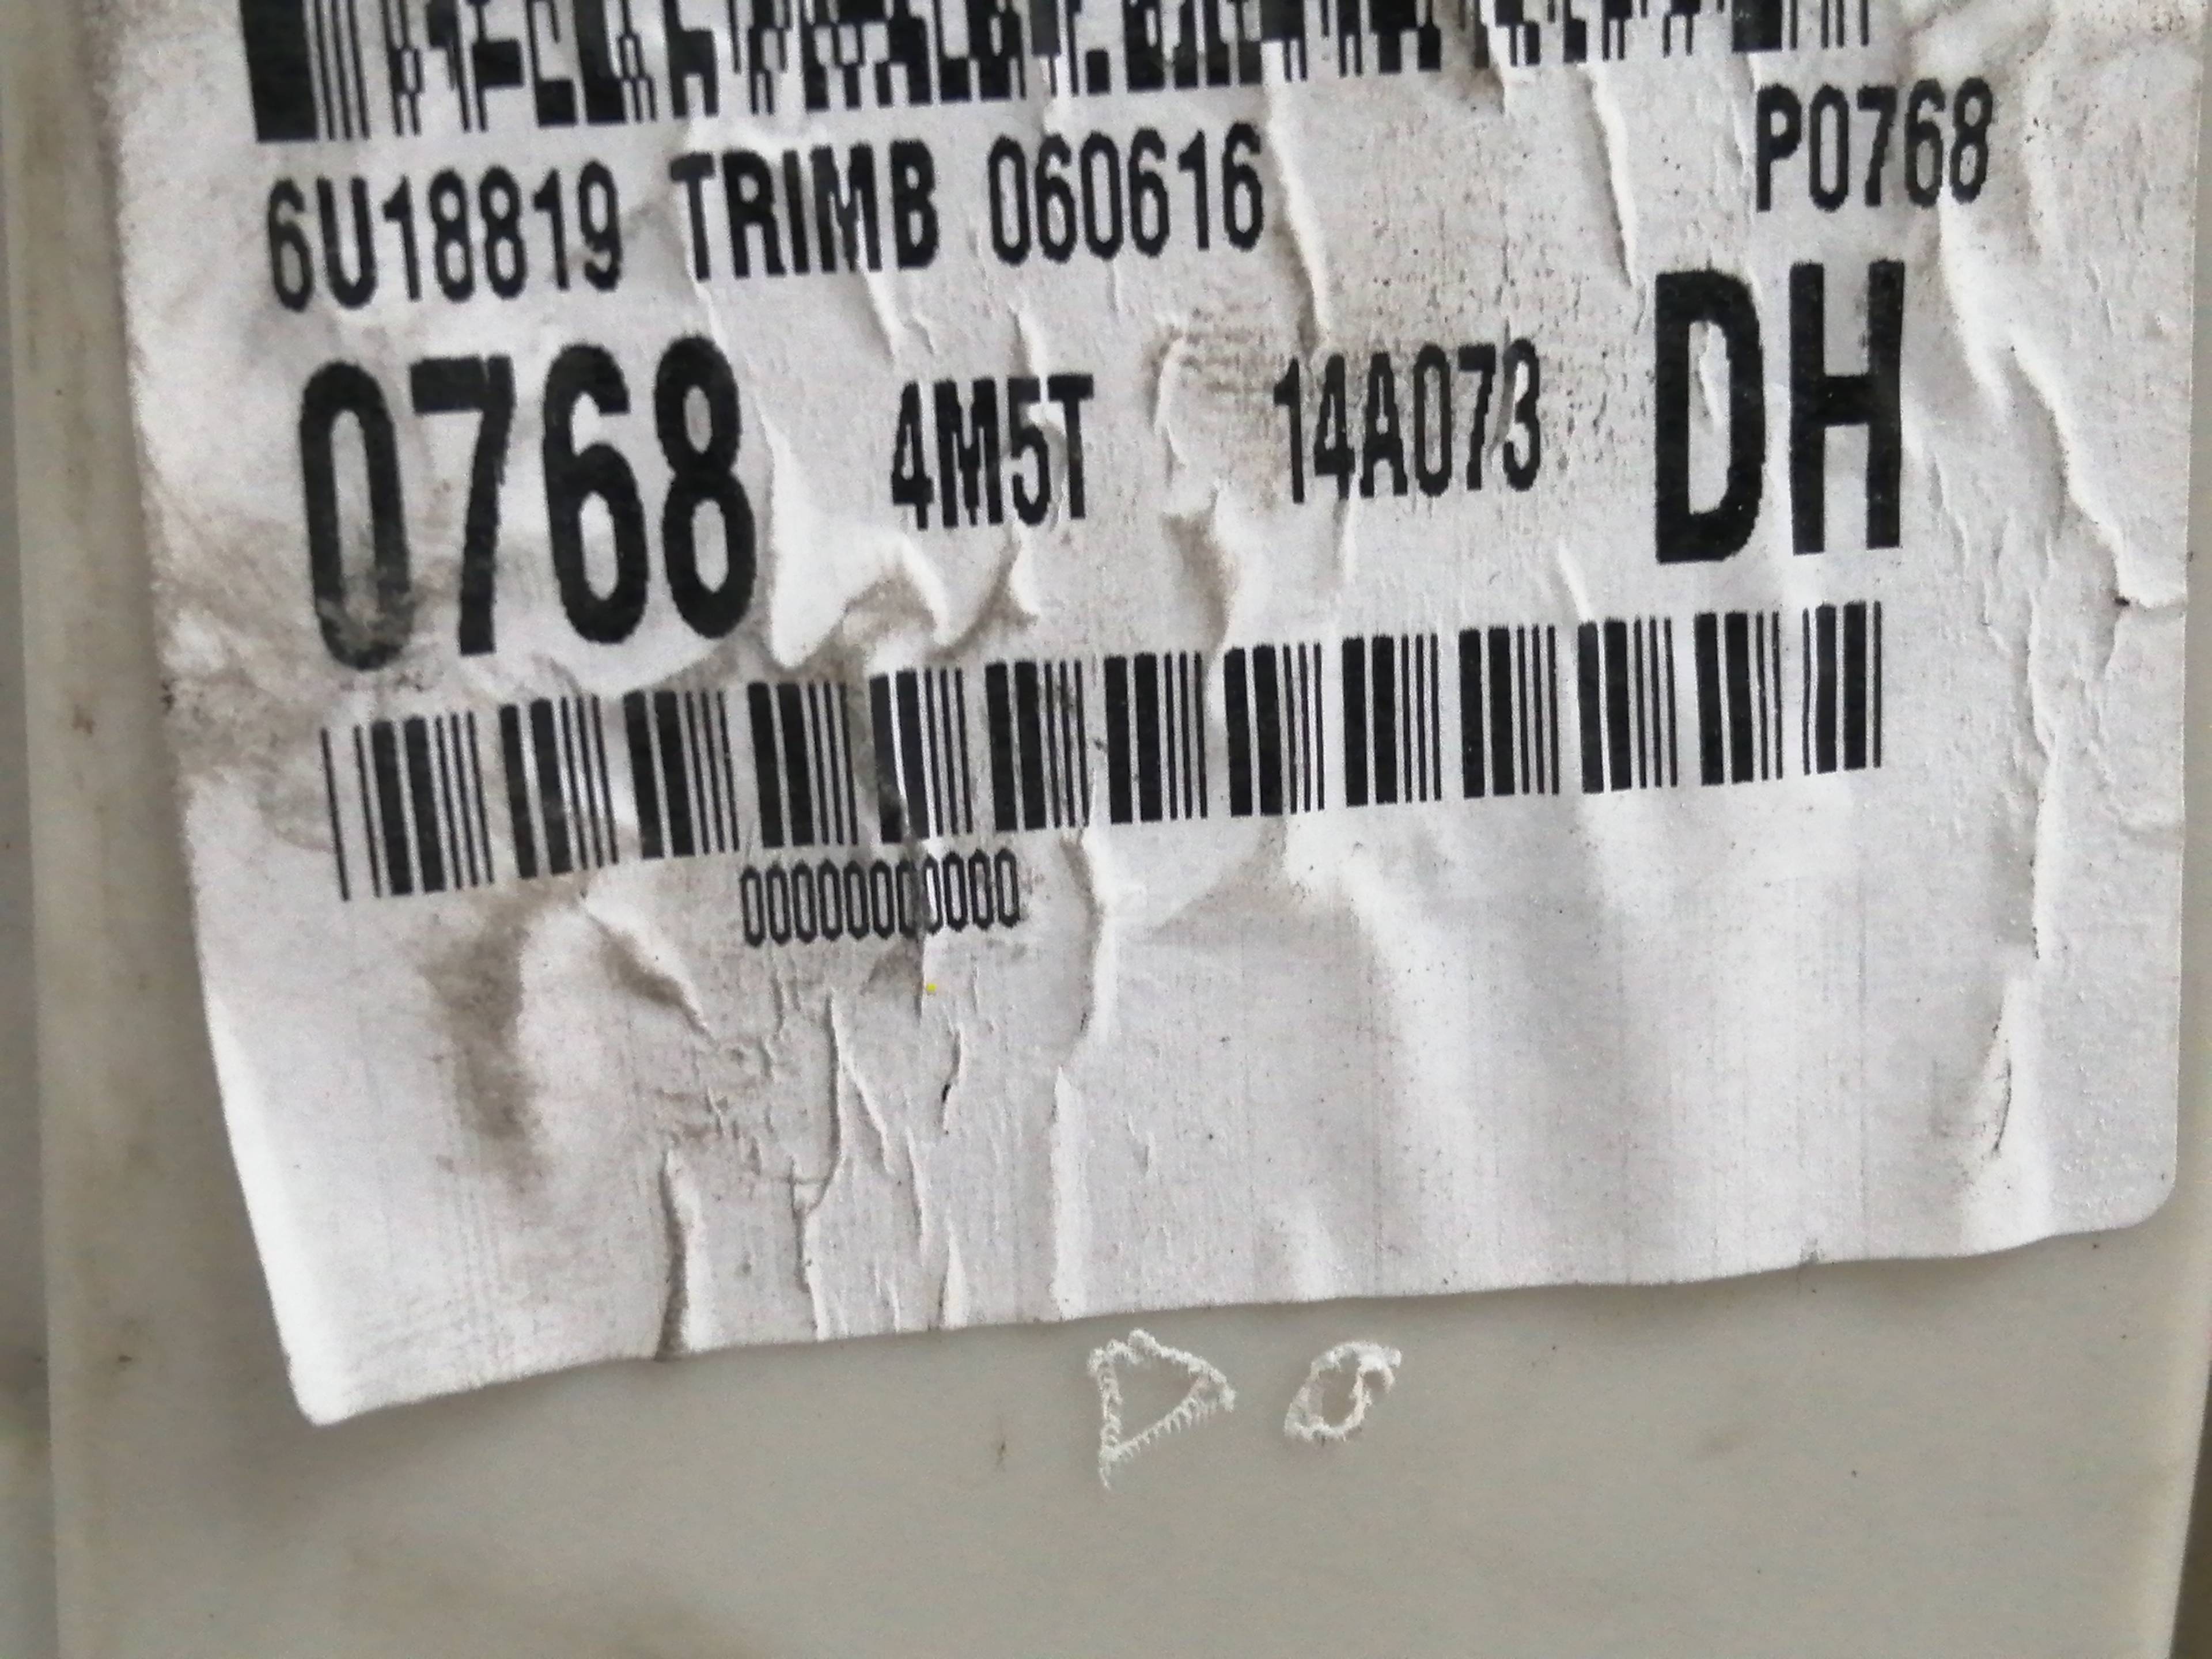 P0768
6U18819 TRIMB 060616
0768 4M5T 14A073 DH
00000000000